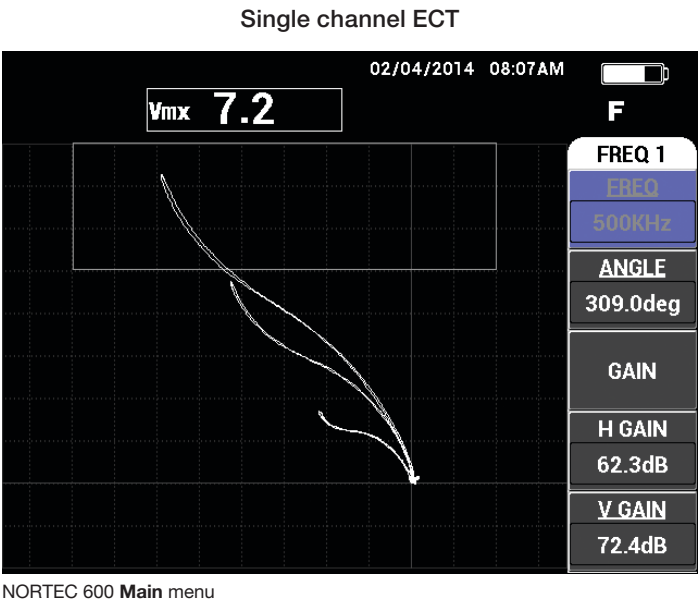 Single channel ECT
02/04/2014 08:07AM
Vmx 7.2
F
FREQ 1
FREQ
500KHz
ANGLE
309.0deg
GAIN
H GAIN
62.3dB
V GAIN
72.4dB
NORTEC 600 Main menu